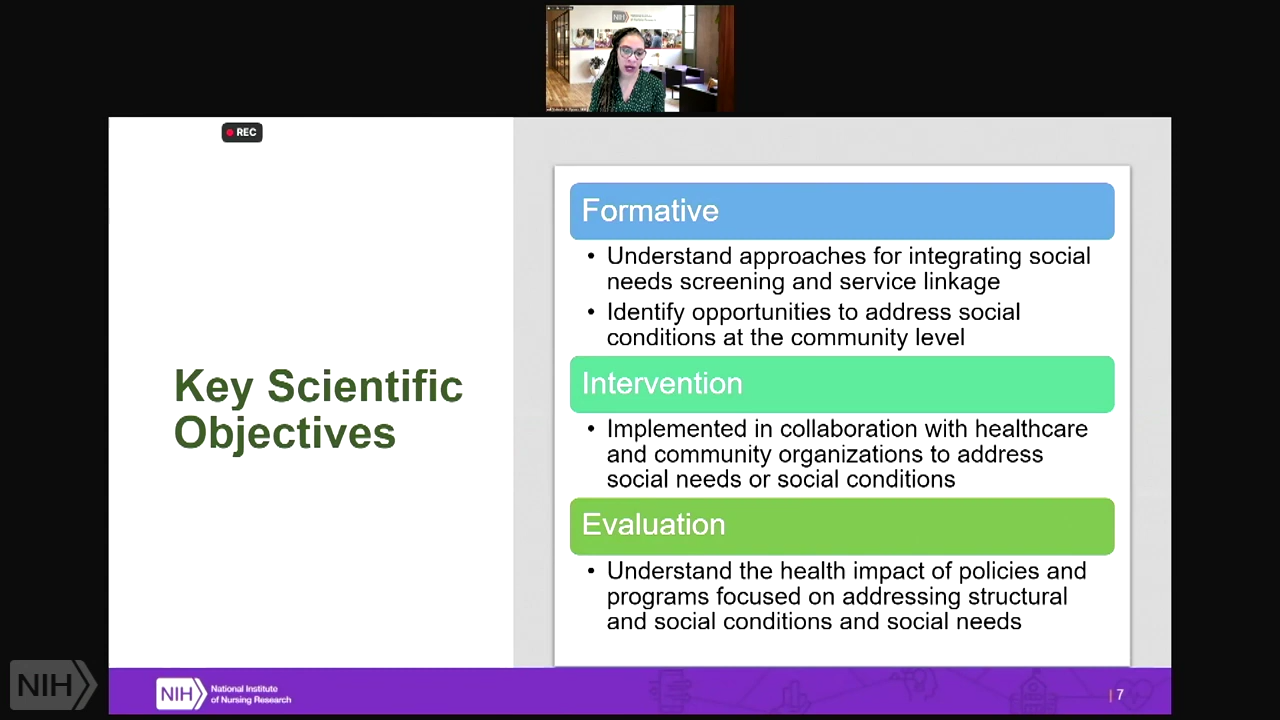 NIH
REC
Key Scientific
Objectives
Formative
• Understand approaches for integrating social
needs screening and service linkage
• Identify opportunities to address social
conditions at the community level
Intervention
• Implemented in collaboration with healthcare
and community organizations to address
social needs or social conditions
Evaluation
• Understand the health impact of policies and
programs focused on addressing structural
and social conditions and social needs
NIH
NIH
National Institute
of Nursing Research
| 7